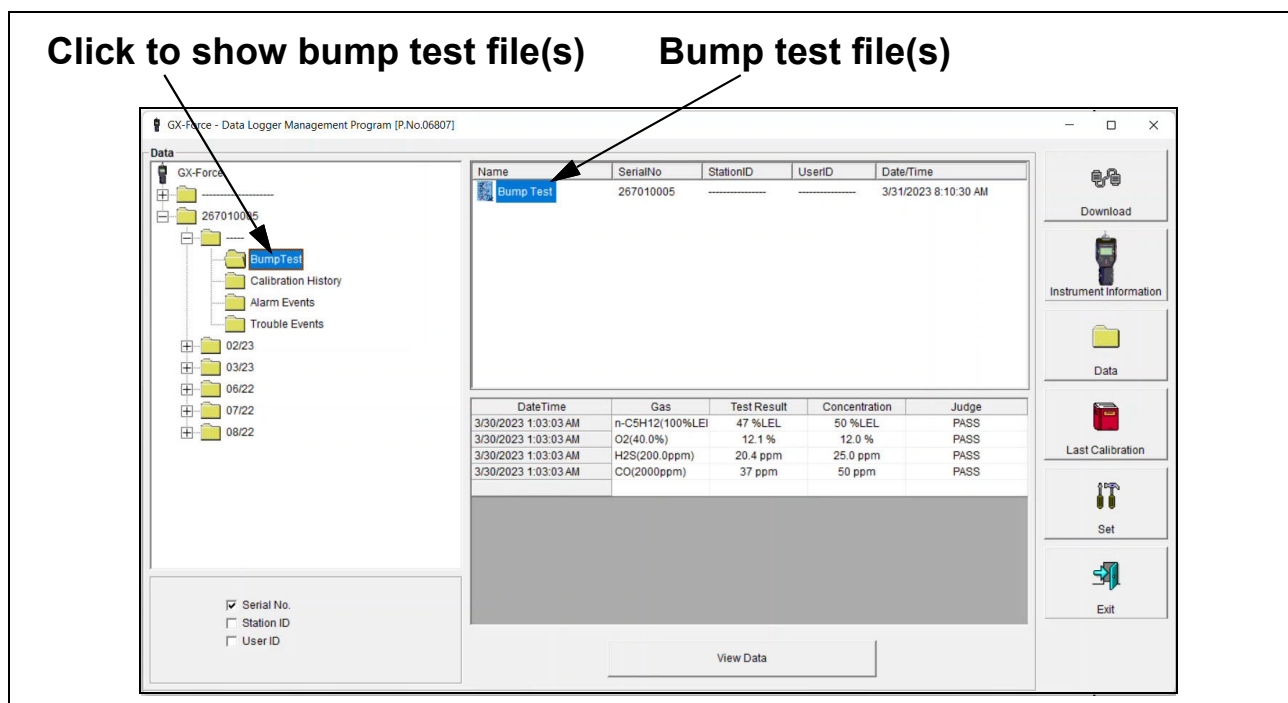 Click to show bump test file(s) Bump test file(s)
GX-Force - Data Logger Management Program [P.No.06807]
Data
GX-Force
--------------------
267010005
-----
BumpTest
Calibration History
Alarm Events
Trouble Events
02/23
03/23
06/22
07/22
08/22
Serial No.
Station ID
User ID
Name SerialNo StationID UserID Date/Time
Bump Test 267010005 ---------------- ---------------- 3/31/2023 8:10:30 AM
DateTime Gas Test Result Concentration Judge
3/30/2023 1:03:03 AM n-C5H12(100%LEI 47 %LEL 50 %LEL PASS
3/30/2023 1:03:03 AM O2(40.0%) 12.1 % 12.0 % PASS
3/30/2023 1:03:03 AM H2S(200.0ppm) 20.4 ppm 25.0 ppm PASS
3/30/2023 1:03:03 AM CO(2000ppm) 37 ppm 50 ppm PASS
View Data
Download
Instrument Information
Data
Last Calibration
Set
Exit